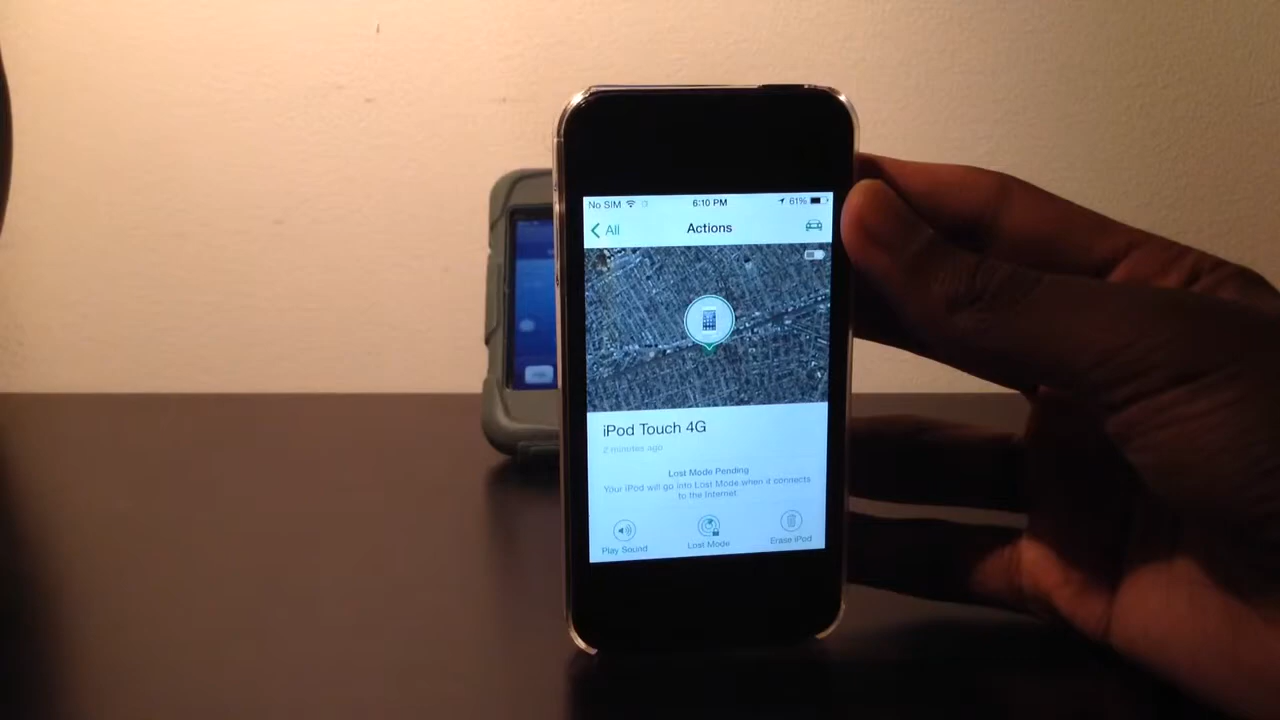 No SIM 6:10 PM 61%
All Actions
iPod Touch 4G
2 minutes ago
Lost Mode Pending
Your iPod will go into Lost Mode when it connects
to the Internet.
Play Sound Lost Mode Erase iPod